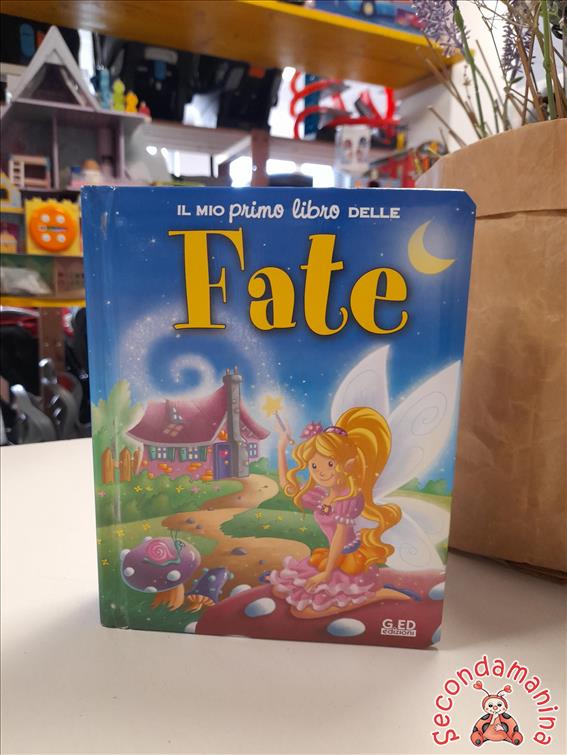 IL MIO primo libro DELLE
Fate
G.ED
edizioni
Secondamanina